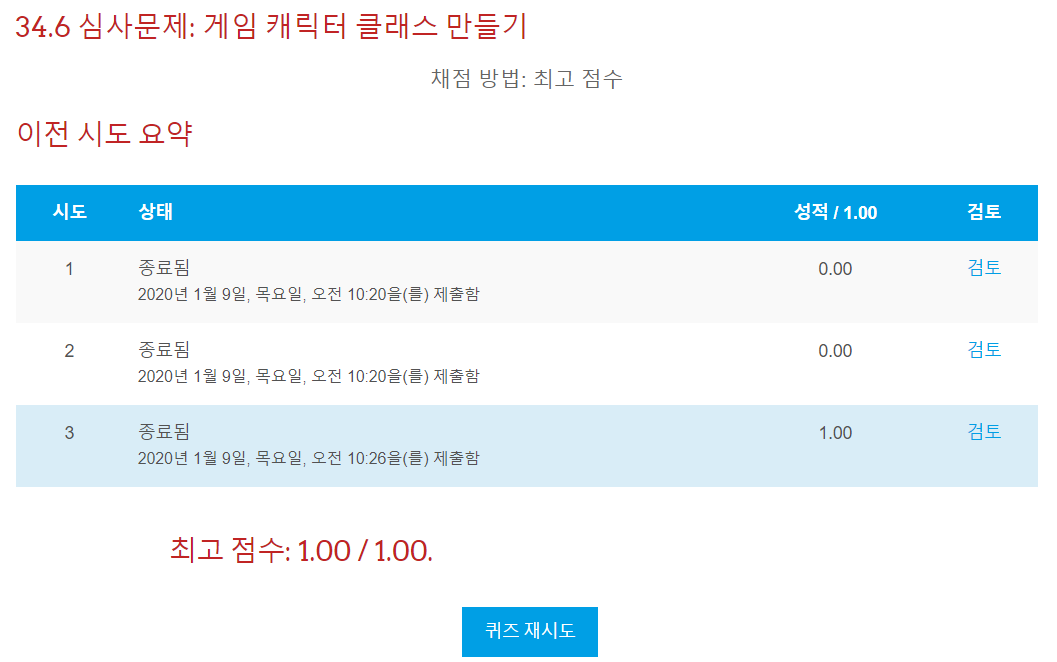 34.6 심사문제: 게임 캐릭터 클래스 만들기
채점 방법: 최고 점수
이전 시도 요약
시도 상태 성적 / 1.00 검토
1 종료됨 0.00 검토
2020년 1월 9일, 목요일, 오전 10:20을(를) 제출함
2 종료됨 0.00 검토
2020년 1월 9일, 목요일, 오전 10:20을(를) 제출함
3 종료됨 1.00 검토
2020년 1월 9일, 목요일, 오전 10:26을(를) 제출함
최고 점수: 1.00 / 1.00.
퀴즈 재시도